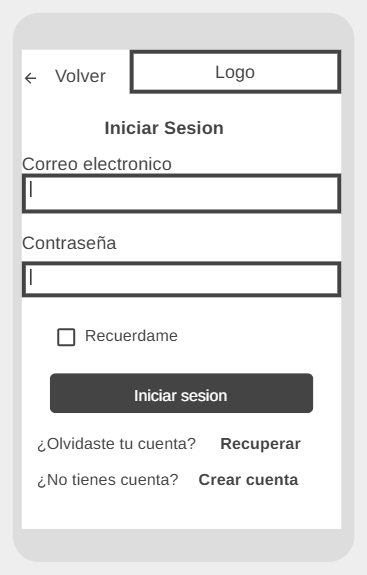 ← Volver
Logo
Iniciar Sesion
Correo electronico
Contraseña
Recuerdame
Iniciar sesion
¿Olvidaste tu cuenta? Recuperar
¿No tienes cuenta? Crear cuenta